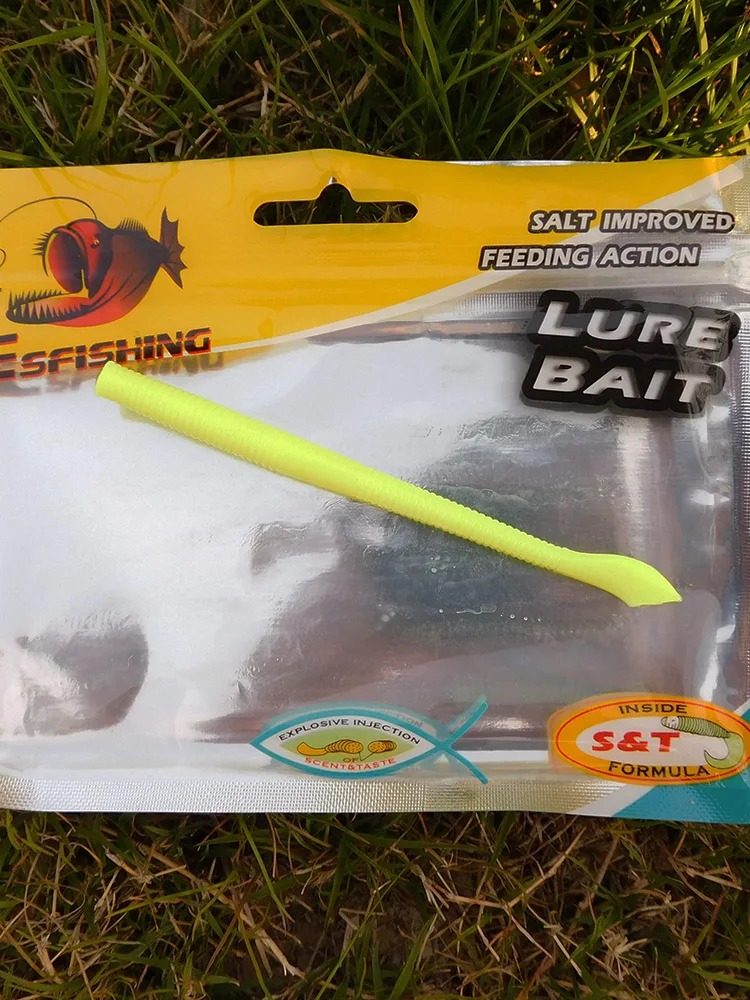 SALT IMPROVED
FEEDING ACTION
LURE
BAIT
ESFISHING
EXPLOSIVE INJECTION
OF
SCENT&TASTE
INSIDE
S&T
FORMULA